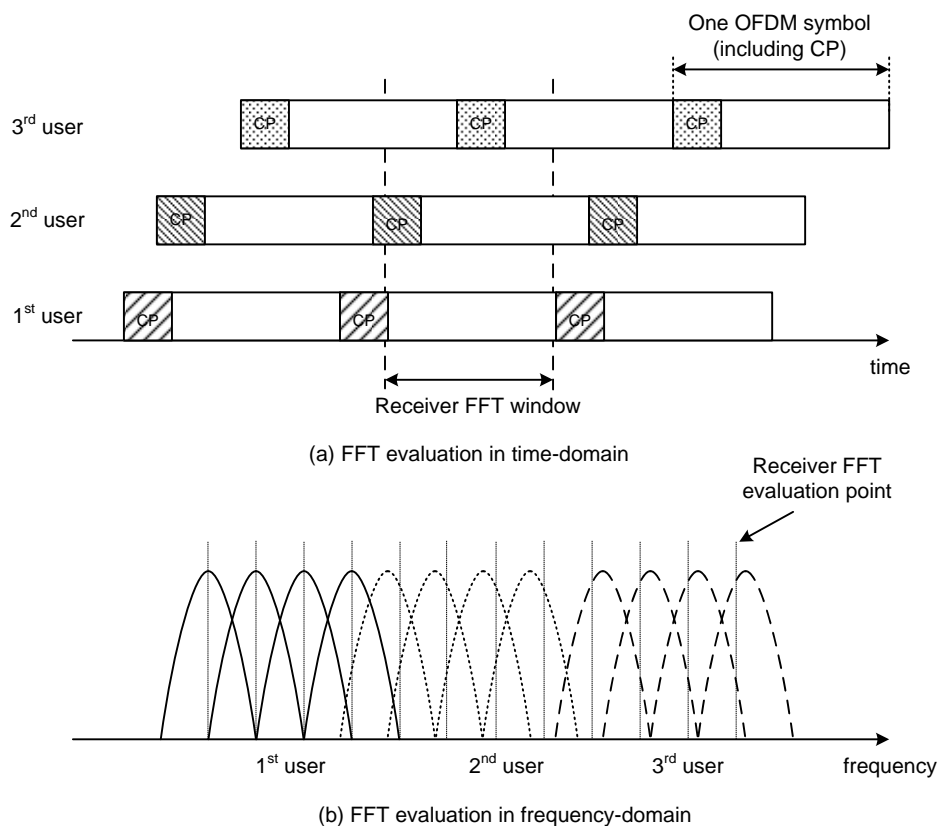 One OFDM symbol
(including CP)
3rd user
CP CP CP
2nd user
CP CP CP
1st user
CP CP CP
time
Receiver FFT window
(a) FFT evaluation in time-domain
Receiver FFT
evaluation point
1st user 2nd user 3rd user frequency
(b) FFT evaluation in frequency-domain